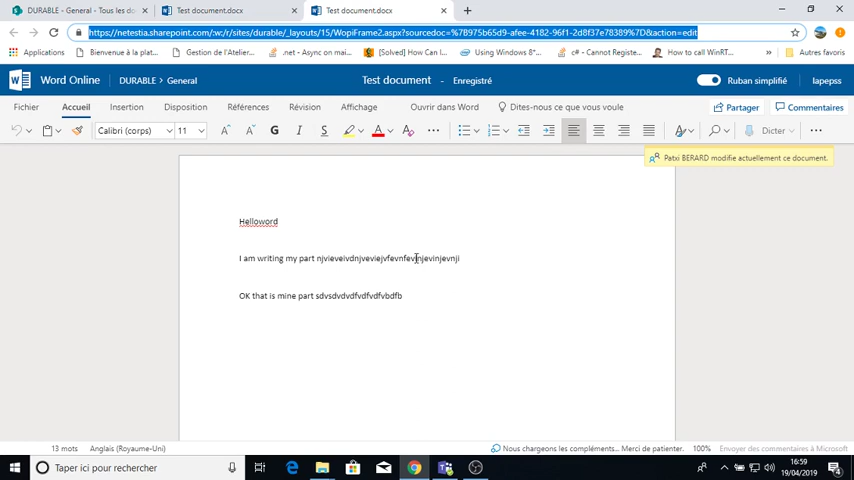 DURABLE - General - Tous les do
Test document.docx
Test document.docx
https://netestia.sharepoint.com/:w:/r/sites/durable/_layouts/15/WopiFrame2.aspx?sourcedoc=%7B975b65d9-afee-4182-96f1-2d8f37e78389%7D&action=edit
Applications
Bienvenue sur la plat...
Gestion de l'Atelier...
.net - Async on mai...
[Solved] How Can I...
Using Windows 8"...
c# - Cannot Registe...
How to call WinRT...
Autres favoris
Word Online
DURABLE > General
Test document - Enregistré
Ruban simplifié
lapepss
Fichier Accueil Insertion Disposition Références Révision Affichage Ouvrir dans Word Dites-nous ce que vous voule
Partager
Commentaires
Calibri (corps) 11
G I S A
Dicter
Patxi BERARD modifie actuellement ce document.
Helloword
I am writing my part njvieveivdnjveviejvfevnfevinjevinjevnji
OK that is mine part sdvsdvdvdfvdfvdfvbdfb
13 mots
Anglais (Royaume-Uni)
Nous chargeons les compléments... Merci de patienter.
100%
Envoyer des commentaires à Microsoft
Taper ici pour rechercher
16:59
19/04/2019
4